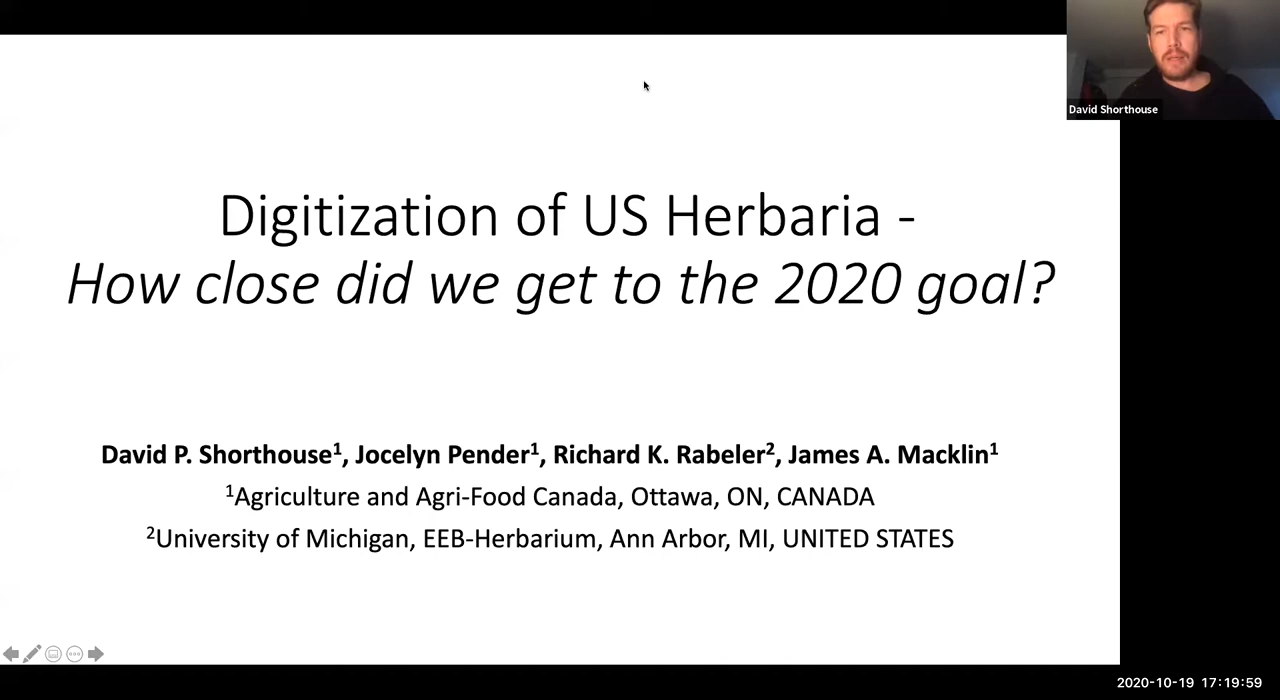 David Shorthouse
Digitization of US Herbaria -
How close did we get to the 2020 goal?
David P. Shorthouse¹, Jocelyn Pender¹, Richard K. Rabeler², James A. Macklin¹
¹Agriculture and Agri-Food Canada, Ottawa, ON, CANADA
²University of Michigan, EEB-Herbarium, Ann Arbor, MI, UNITED STATES
2020-10-19 17:19:59